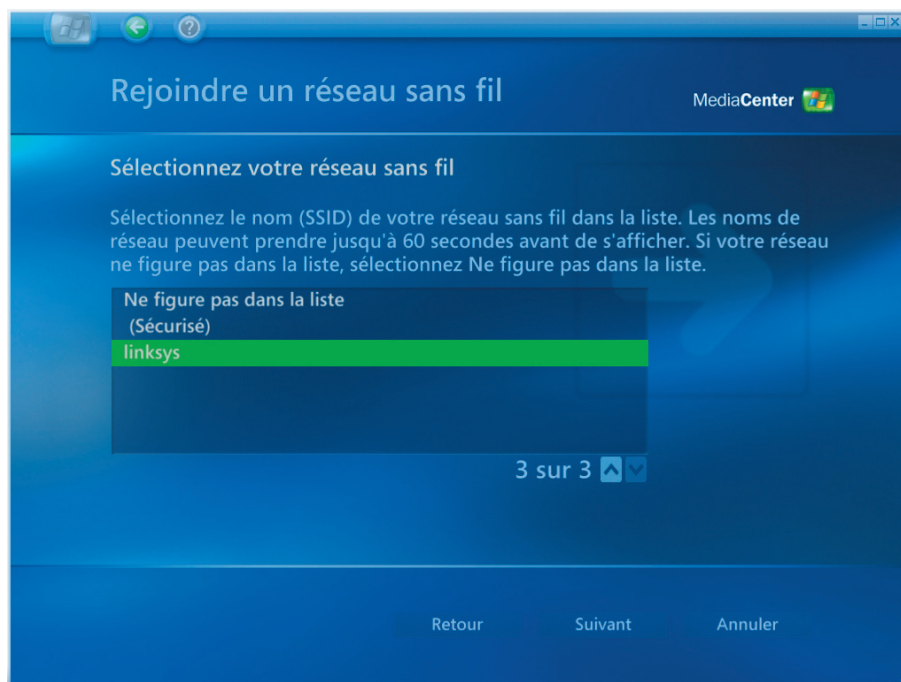 Rejoindre un réseau sans fil
MediaCenter
Sélectionnez votre réseau sans fil
Sélectionnez le nom (SSID) de votre réseau sans fil dans la liste. Les noms de
réseau peuvent prendre jusqu'à 60 secondes avant de s'afficher. Si votre réseau
ne figure pas dans la liste, sélectionnez Ne figure pas dans la liste.
Ne figure pas dans la liste
(Sécurisé)
linksys
3 sur 3
Retour Suivant Annuler